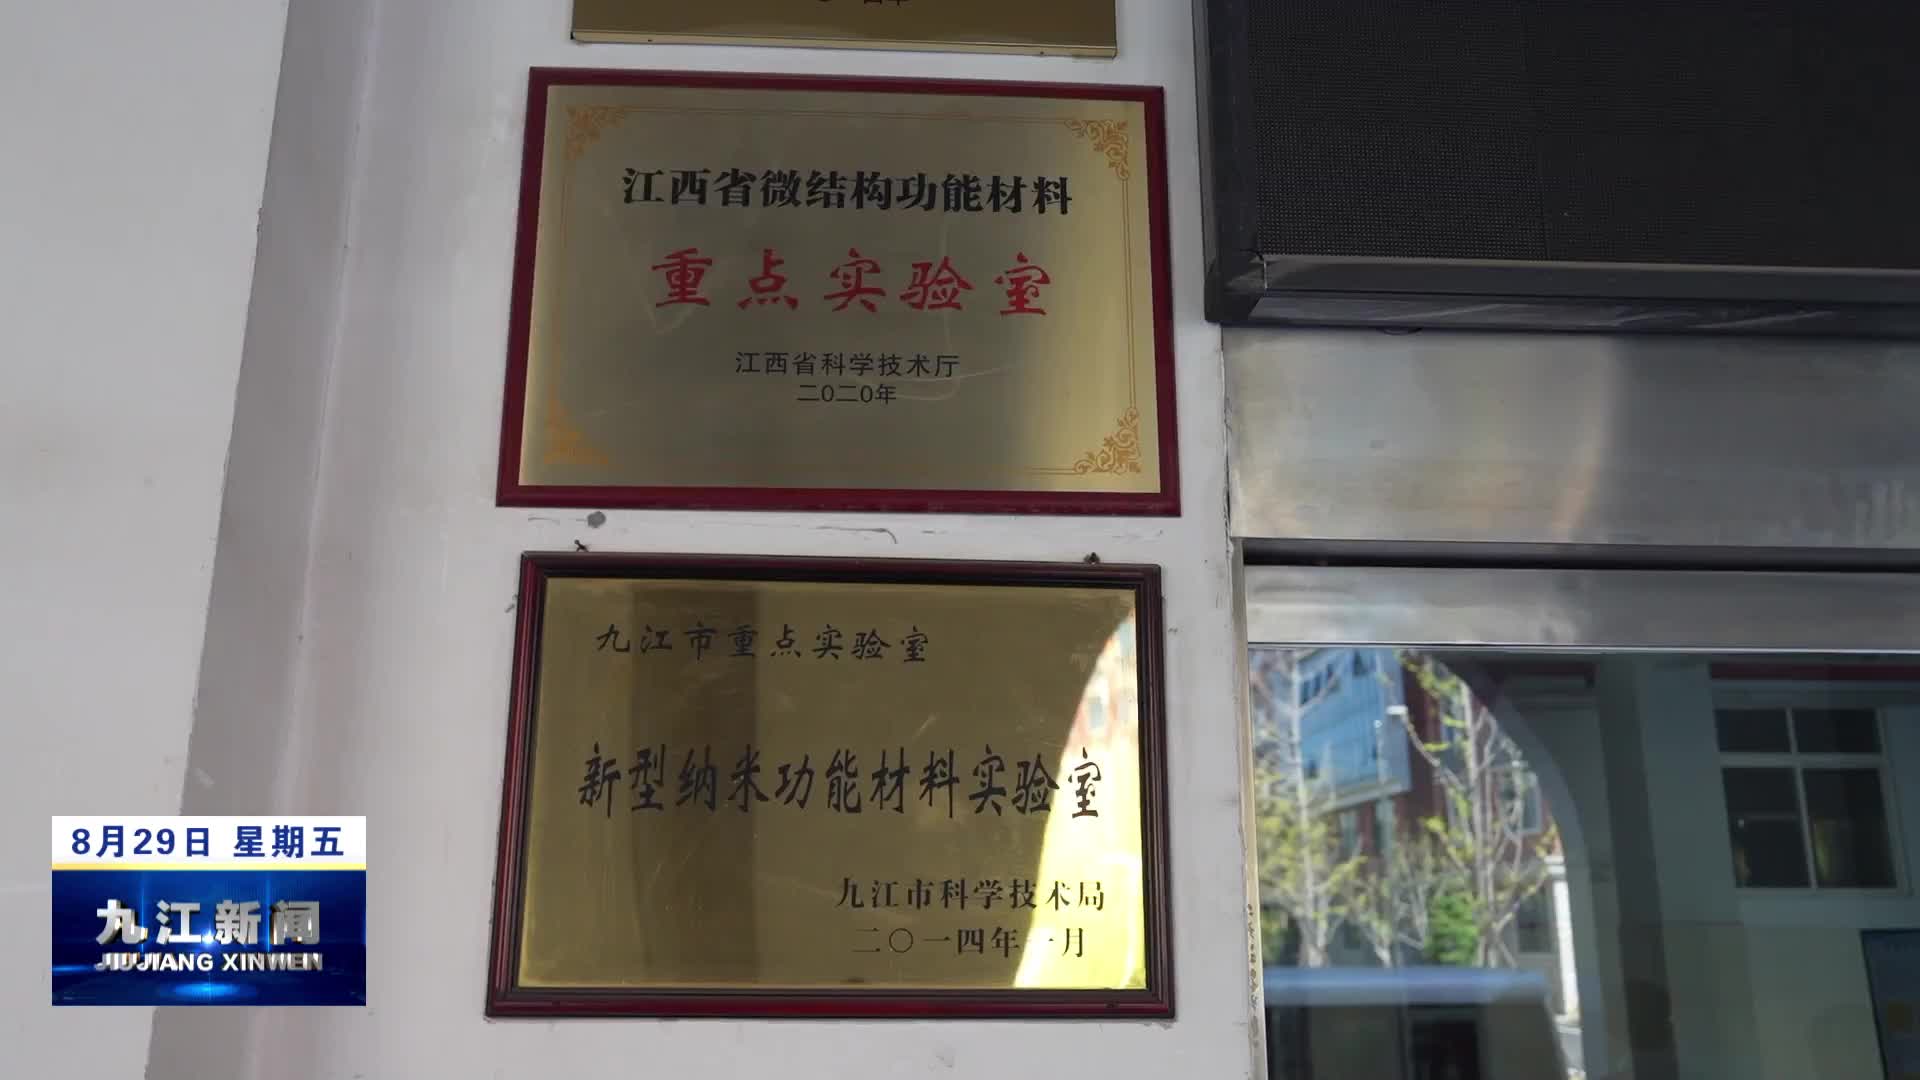 江西省微结构功能材料
重点实验室
江西省科学技术厅
二〇二〇年
九江市重点实验室
新型纳米功能材料实验室
九江市科学技术局
二〇一四年一月
8月29日 星期五
九江新闻
JIUJIANG XINWEN